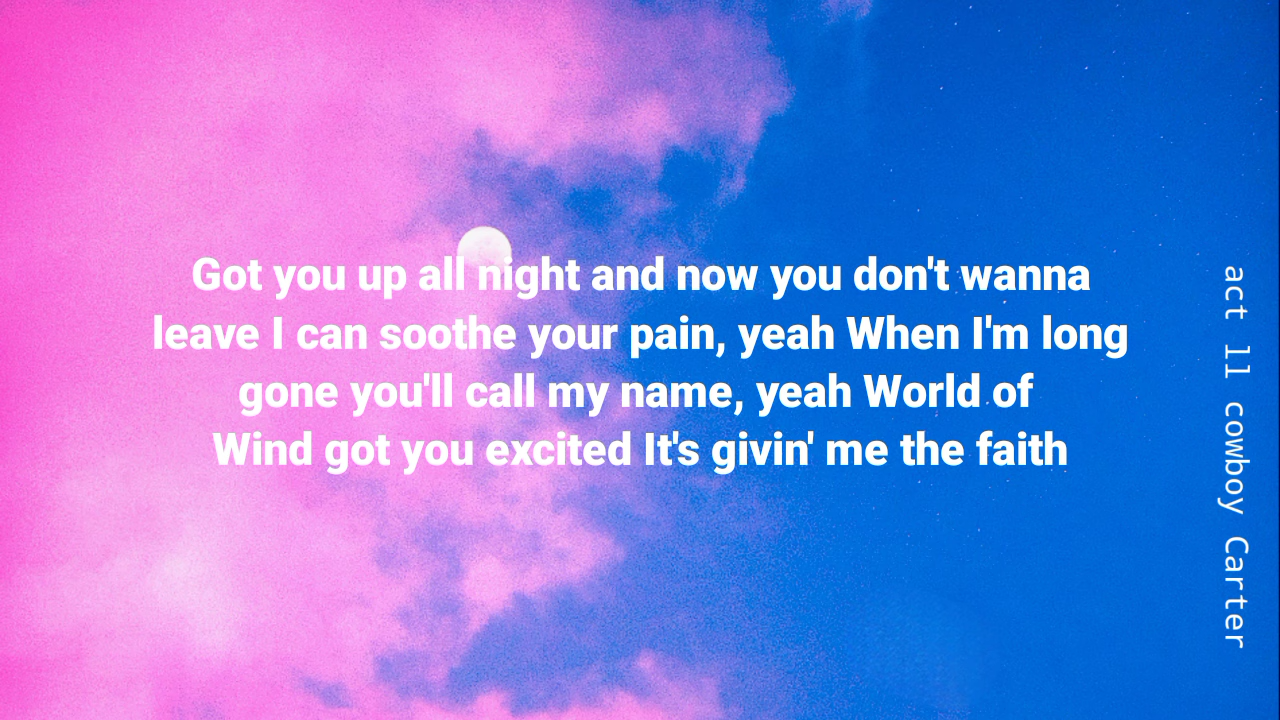 Got you up all night and now you don't wanna
leave I can soothe your pain, yeah When I'm long
gone you'll call my name, yeah World of
Wind got you excited It's givin' me the faith
act ll cowboy Carter